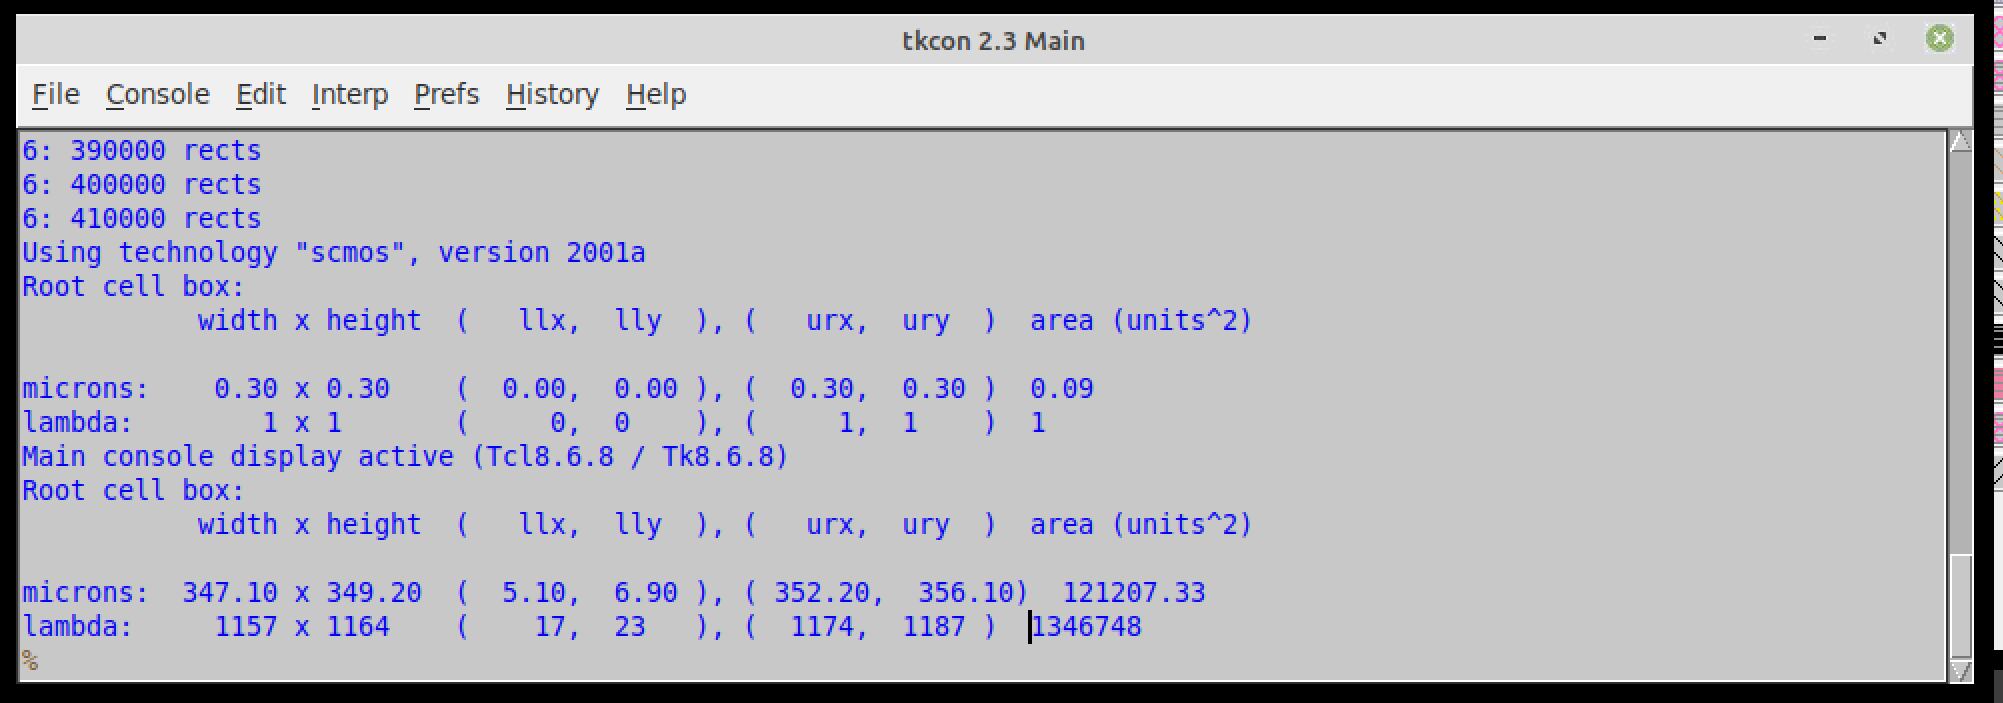 tkcon 2.3 Main
File Console Edit Interp Prefs History Help
6: 390000 rects
6: 400000 rects
6: 410000 rects
Using technology "scmos", version 2001a
Root cell box:
width x height ( llx, lly ), ( urx, ury ) area (units^2)
microns: 0.30 x 0.30 ( 0.00, 0.00 ), ( 0.30, 0.30 ) 0.09
lambda: 1 x 1 ( 0, 0 ), ( 1, 1 ) 1
Main console display active (Tcl8.6.8 / Tk8.6.8)
Root cell box:
width x height ( llx, lly ), ( urx, ury ) area (units^2)
microns: 347.10 x 349.20 ( 5.10, 6.90 ), ( 352.20, 356.10) 121207.33
lambda: 1157 x 1164 ( 17, 23 ), ( 1174, 1187 ) 1346748
%